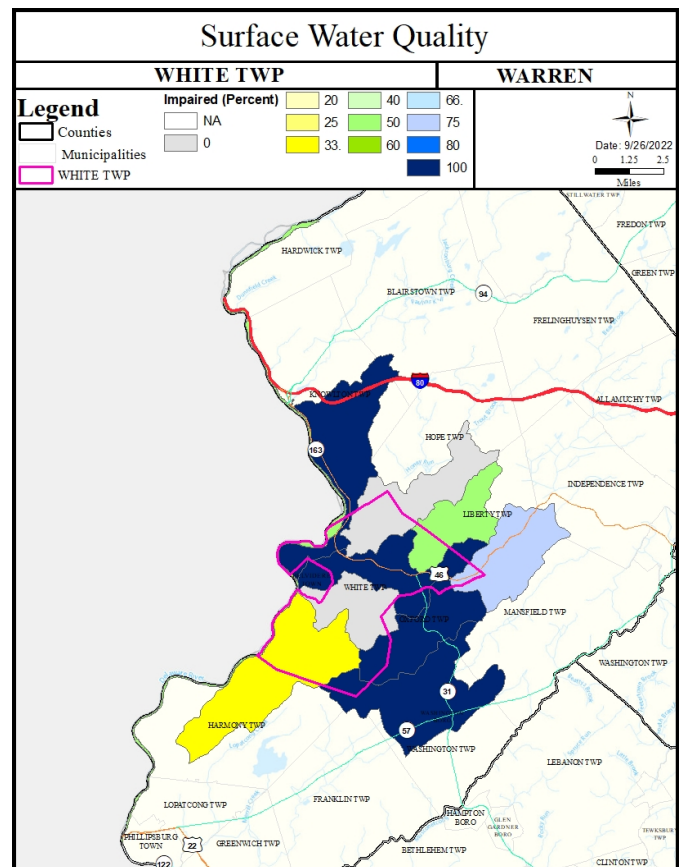 Surface Water Quality
WHITE TWP
WARREN
Legend
Counties
Municipalities
WHITE TWP
Impaired (Percent)
NA
0
20
25
33.
40
50
60
66.
75
80
100
N
Date: 9/26/2022
0 1.25 2.5
Miles
STILLWATER TWP
FREDON TWP
HARDWICK TWP
GREEN TWP
BLAIRSTOWN TWP
94
FRELINGHUYSEN TWP
80
ALLAMUCHY TWP
HOPE TWP
163
INDEPENDENCE TWP
LIBERTY TWP
46
WHITE TWP
MANSFIELD TWP
WASHINGTON TWP
31
HARMONY TWP
57
WASHINGTON TWP
LEBANON TWP
LOPATCONG TWP
FRANKLIN TWP
HAMPTON
BORO
GLEN
GARDNER
BORO
PHILLIPSBURG
TOWN
22
GREENWICH TWP
BETHLEHEM TWP
CLINTON TWP
122